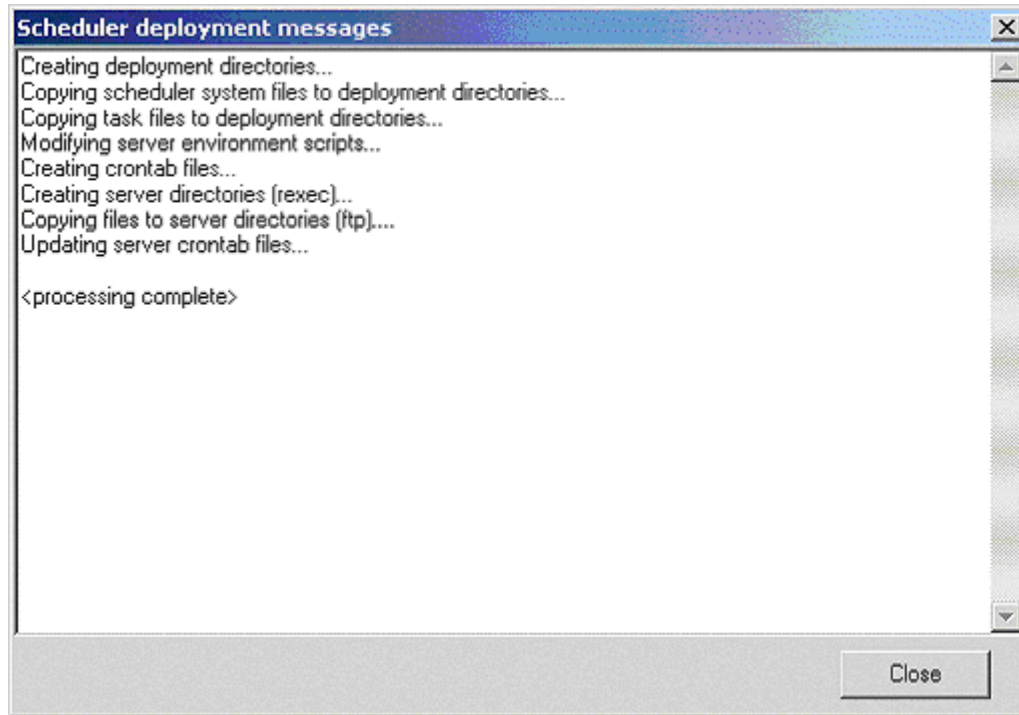 Scheduler deployment messages
Creating deployment directories...
Copying scheduler system files to deployment directories...
Copying task files to deployment directories...
Modifying server environment scripts...
Creating crontab files...
Creating server directories (rexec)...
Copying files to server directories (ftp)....
Updating server crontab files...
<processing complete>
Close